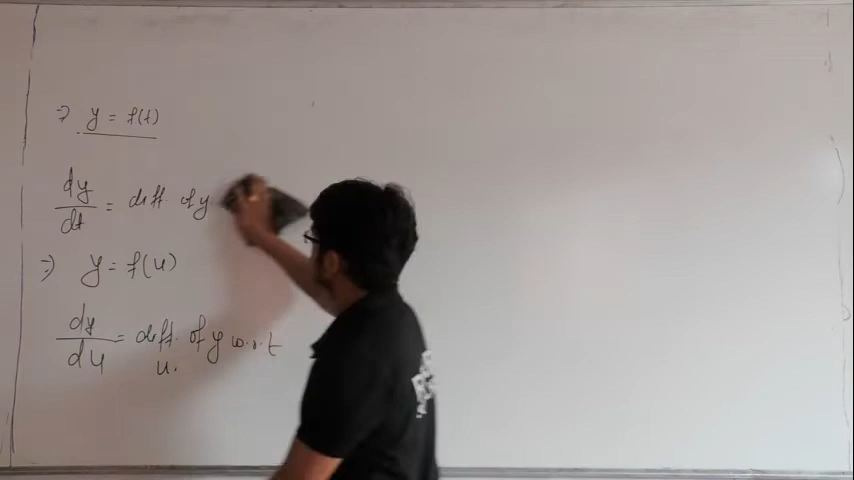 ⇒ y = f(t)
dy/dt = diff. of y
⇒ y = f(u)
dy/du = diff. of y w.r.t
u.